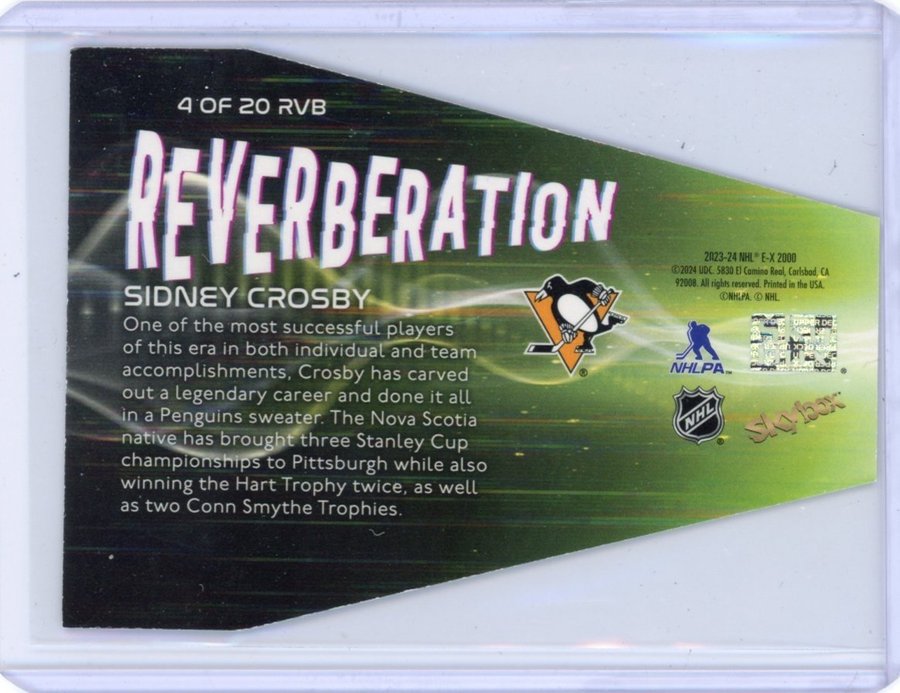 4 OF 20 RVB
REVERBERATION
SIDNEY CROSBY
One of the most successful players
of this era in both individual and team
accomplishments, Crosby has carved
out a legendary career and done it all
in a Penguins sweater. The Nova Scotia
native has brought three Stanley Cup
championships to Pittsburgh while also
winning the Hart Trophy twice, as well
as two Conn Smythe Trophies.
2023-24 NHL® E-X 2000
©2024 UDC. 5830 El Camino Real, Carlsbad, CA
92008. All rights reserved. Printed in the USA.
©NHLPA. © NHL.
®
NHLPA™
UPPER DEC
®
NHL
®
Skybox